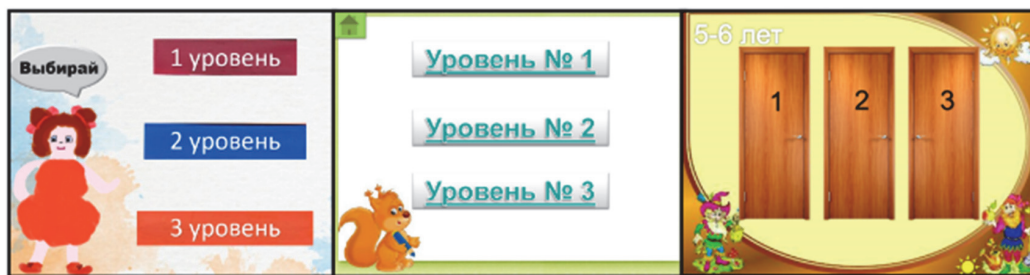 Выбирай
1 уровень
2 уровень
3 уровень
Уровень № 1
Уровень № 2
Уровень № 3
5-6 лет
1
2
3